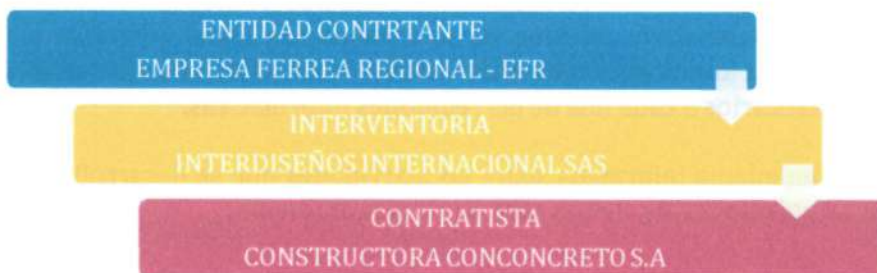 ENTIDAD CONTRTANTE
EMPRESA FERREA REGIONAL - EFR
INTERVENTORIA
INTERDISEÑOS INTERNACIONAL SAS
CONTRATISTA
CONSTRUCTORA CONCONCRETO S.A